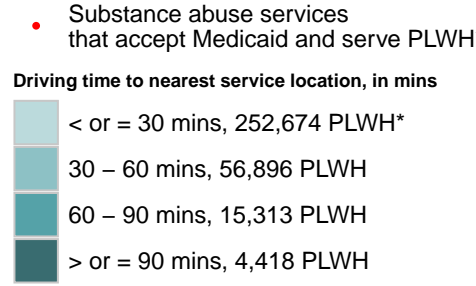 Substance abuse services
that accept Medicaid and serve PLWH
Driving time to nearest service location, in mins
< or = 30 mins, 252,674 PLWH*
30 – 60 mins, 56,896 PLWH
60 – 90 mins, 15,313 PLWH
> or = 90 mins, 4,418 PLWH